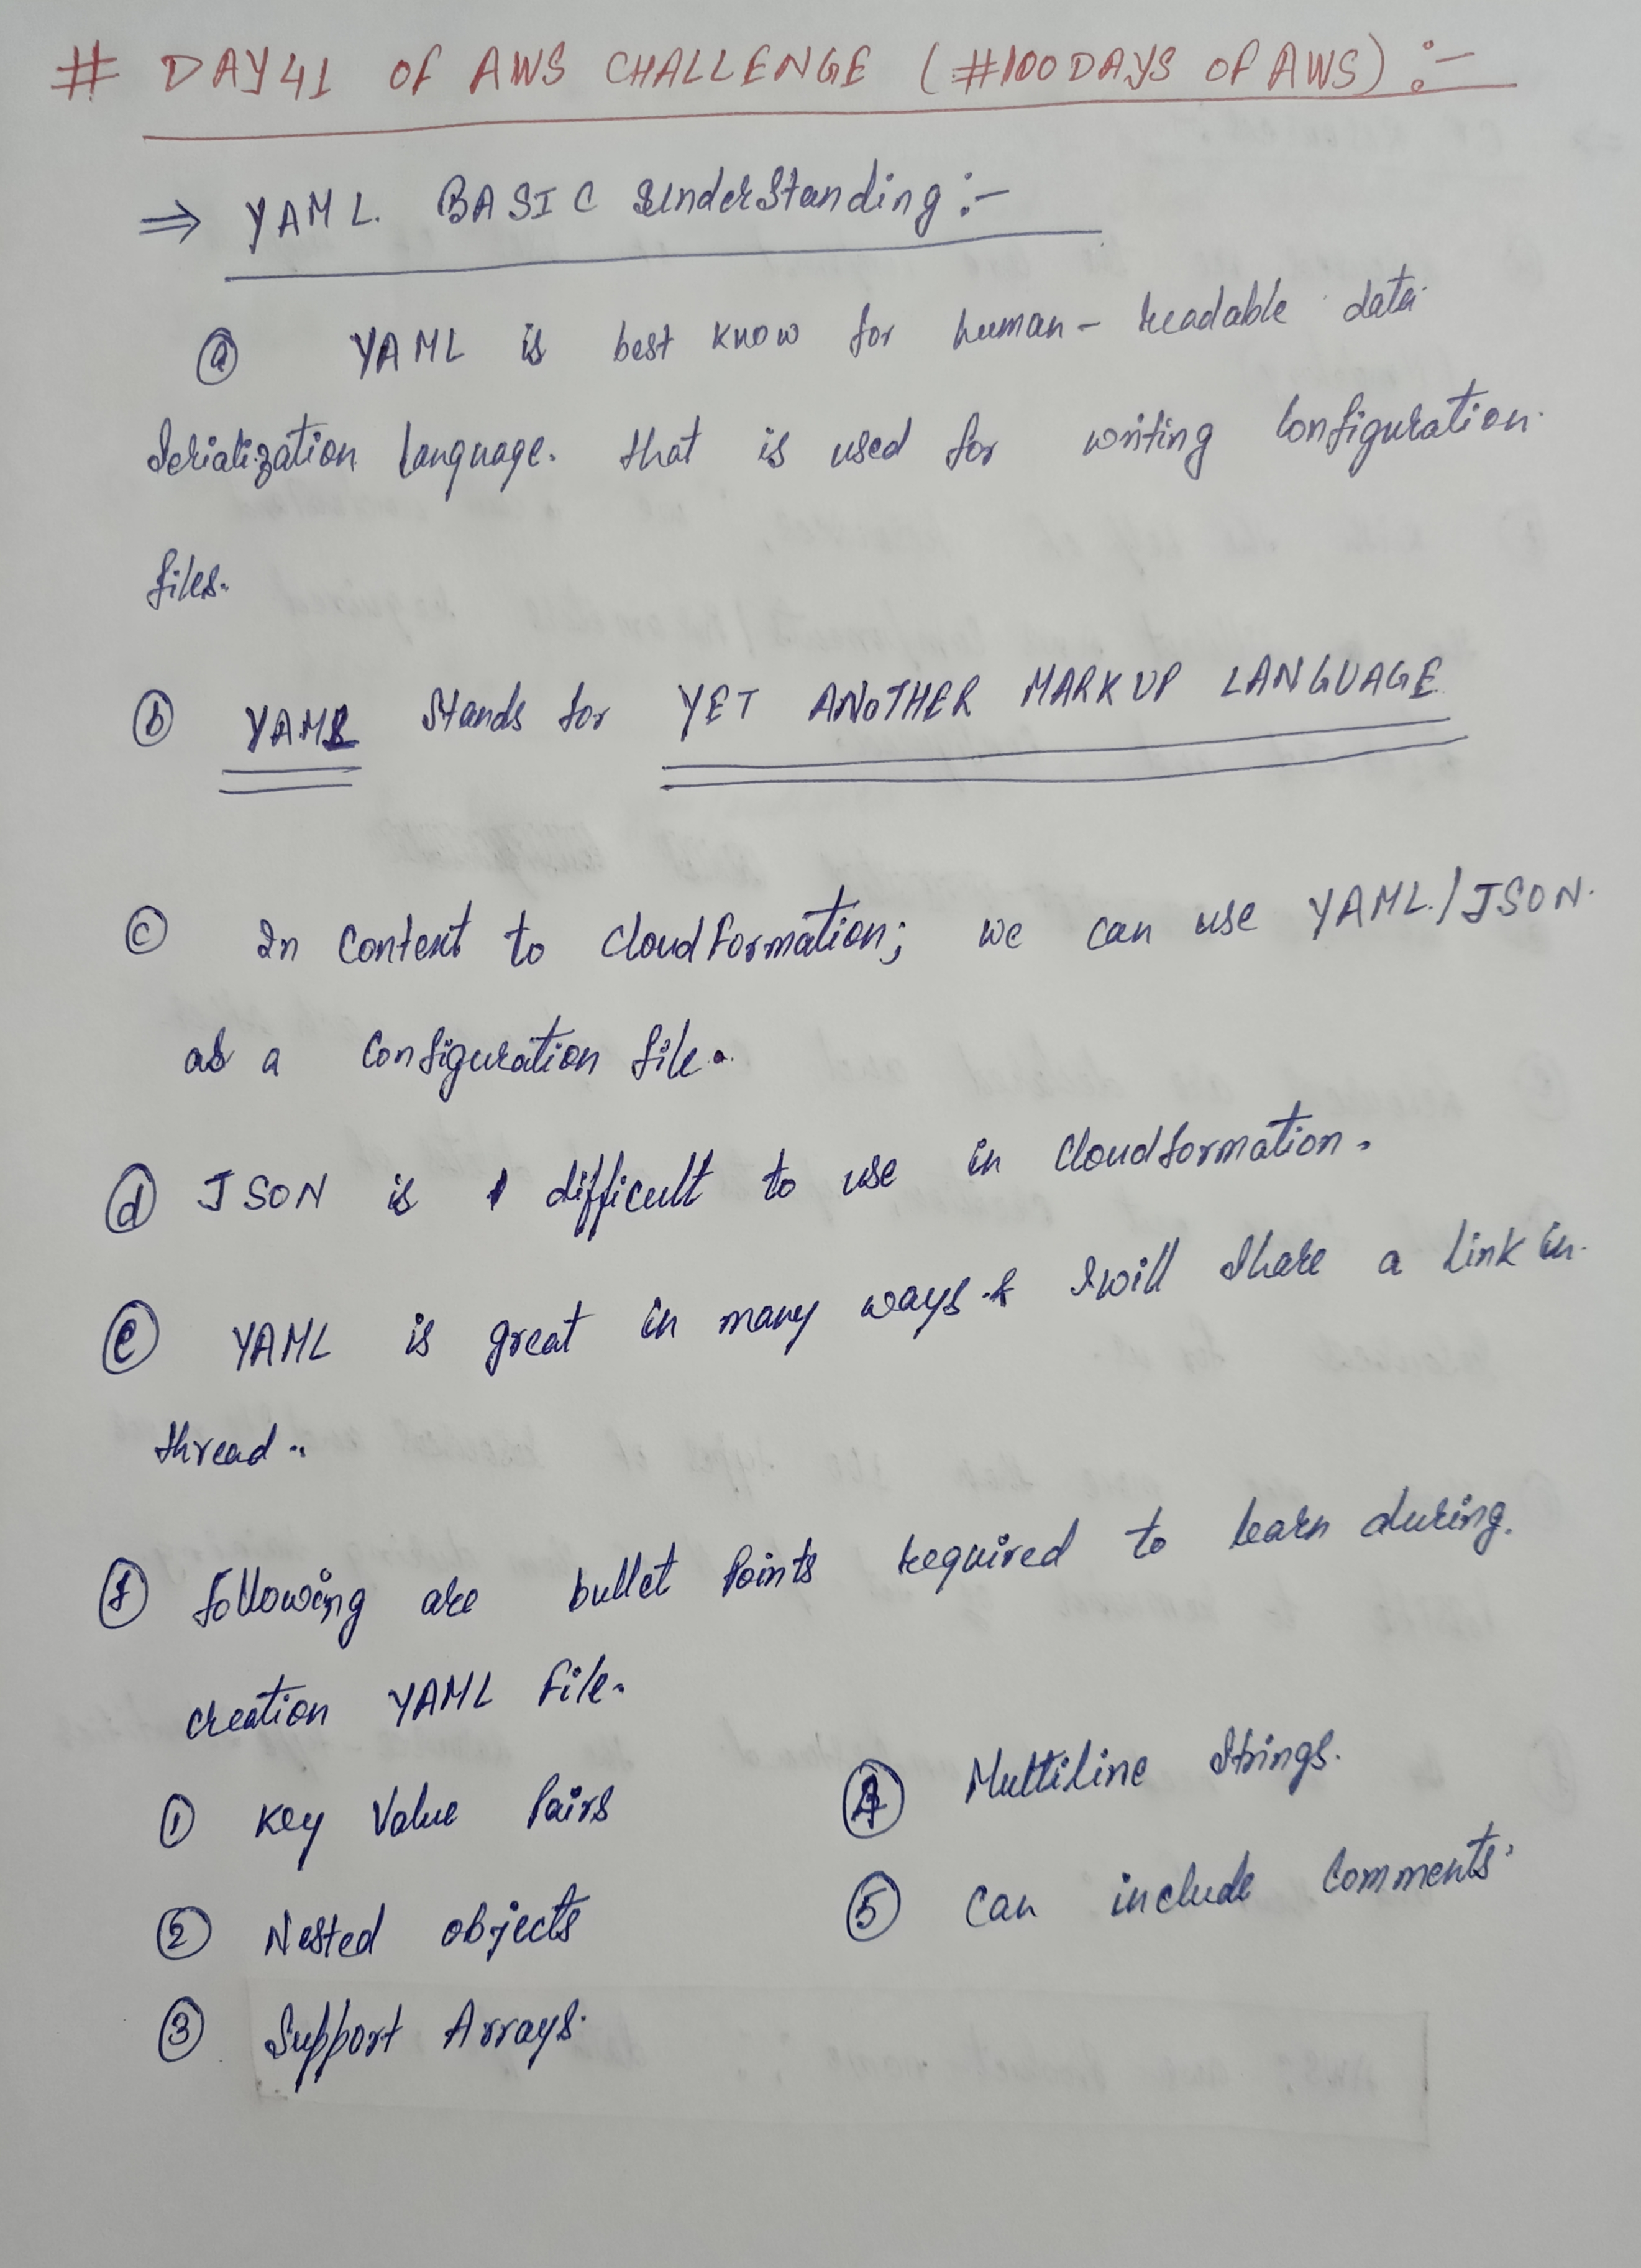 # DAY41 OF AWS CHALLENGE (#100DAYS OF AWS) :-
⇒ YAML BASIC Understanding :-
(a) YAML is best know for human-readable data
Serialization language. that is used for writing Configuration
files.
(b) YAML Stands for YET ANOTHER MARKUP LANGUAGE
(c) In Context to Cloudformation; we can use YAML/JSON
as a Configuration file.
(d) JSON is difficult to use in Cloudformation.
(e) YAML is great in many ways & I will Share a link in
thread..
(f) following are bullet Points required to learn during
creation YAML file.
(1) Key Value Pairs
(4) Multiline Strings.
(2) Nested objects
(5) Can include Comments.
(3) Support Arrays.